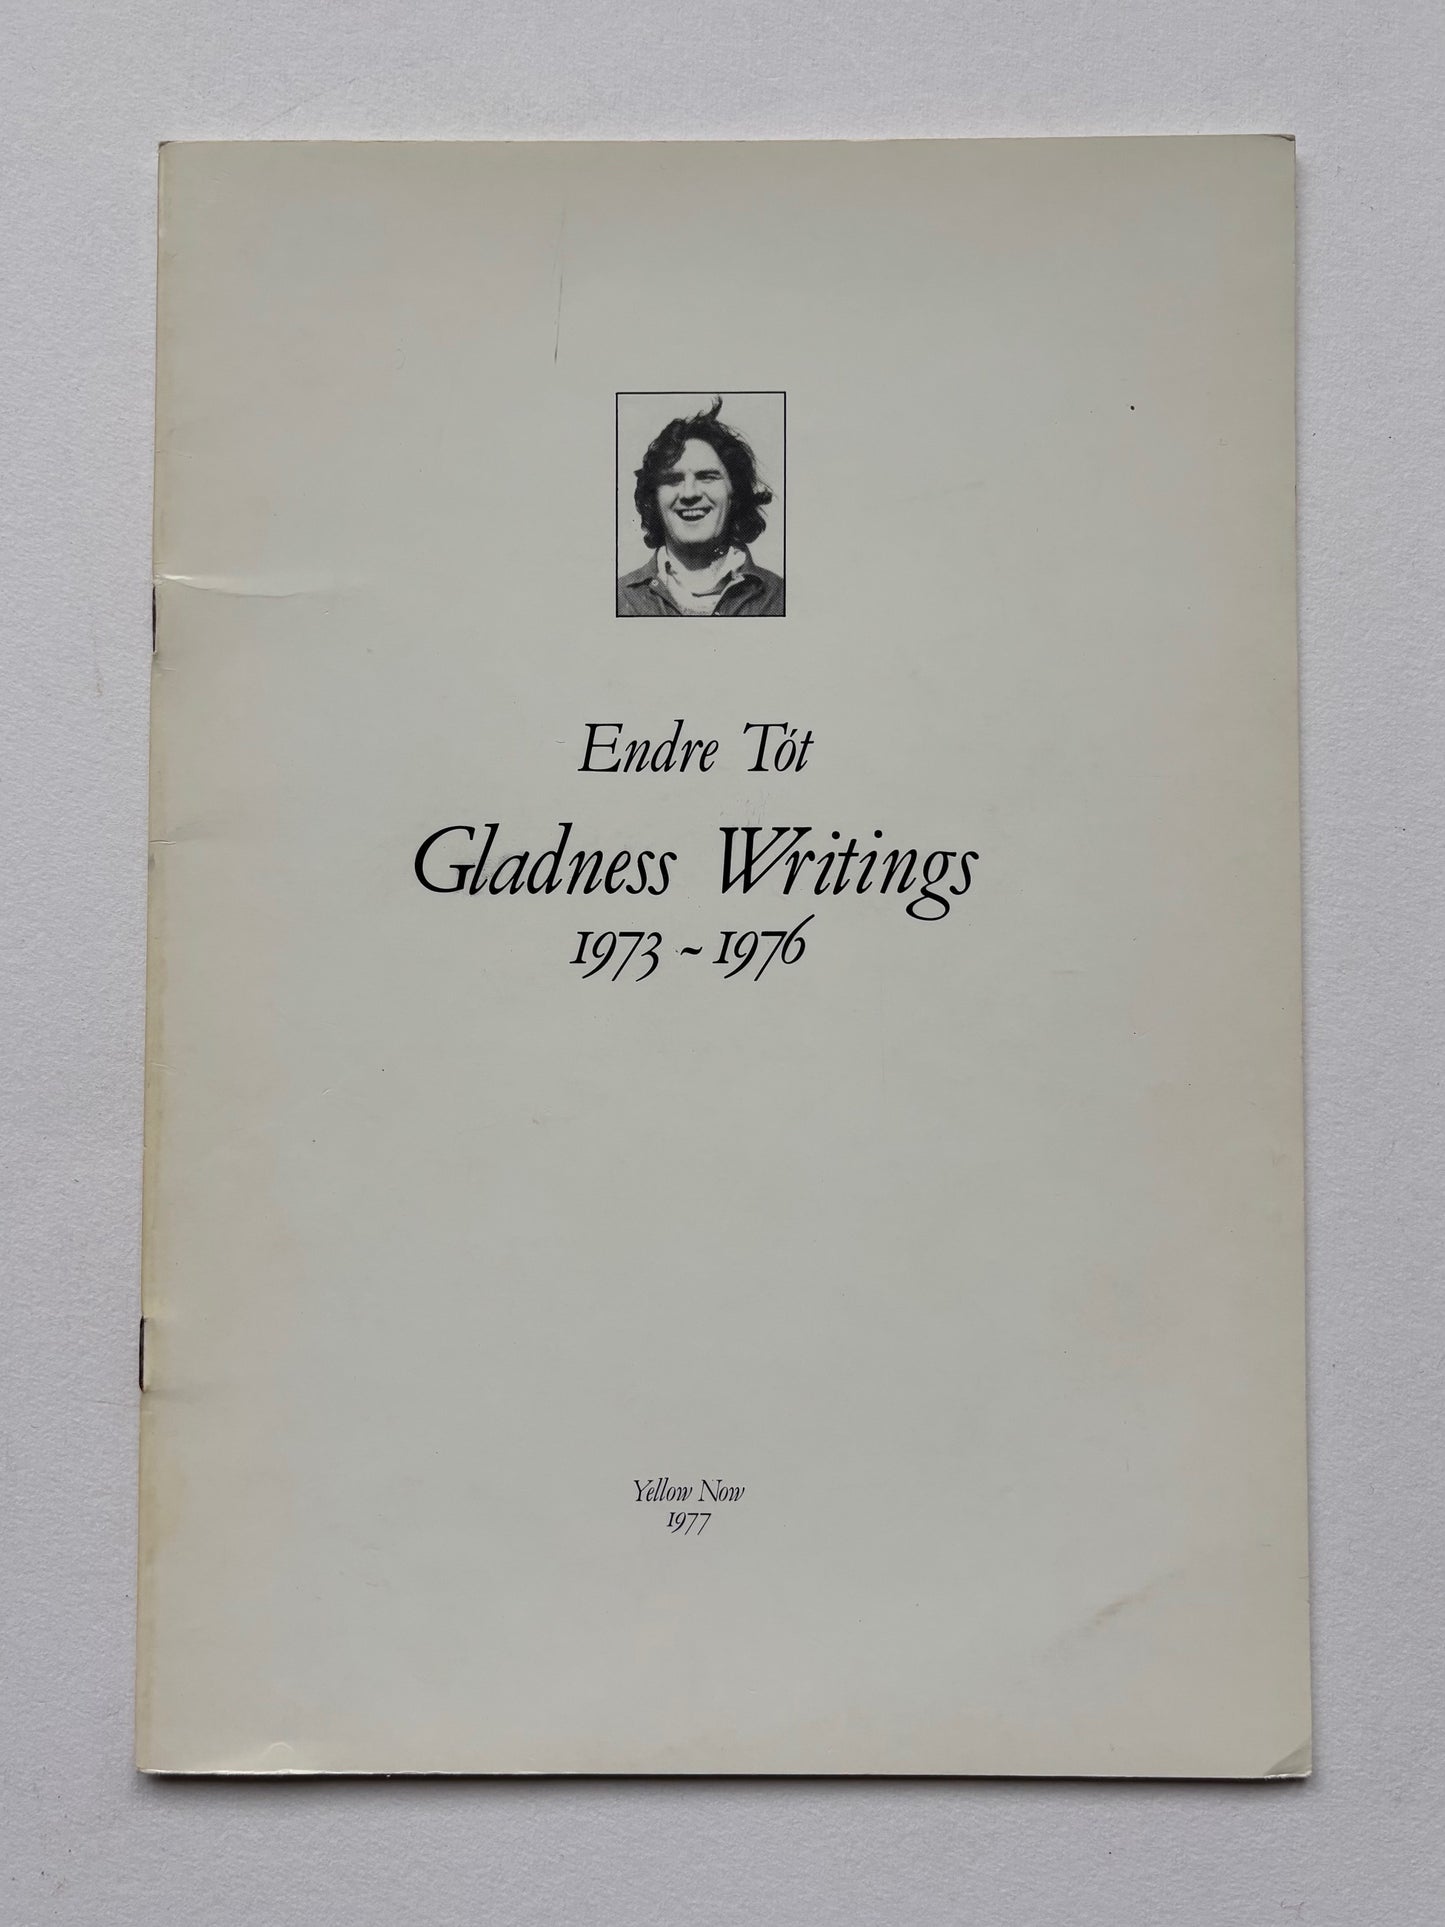 Endre Tót
Gladness Writings
1973 ~ 1976
Yellow Now
1977